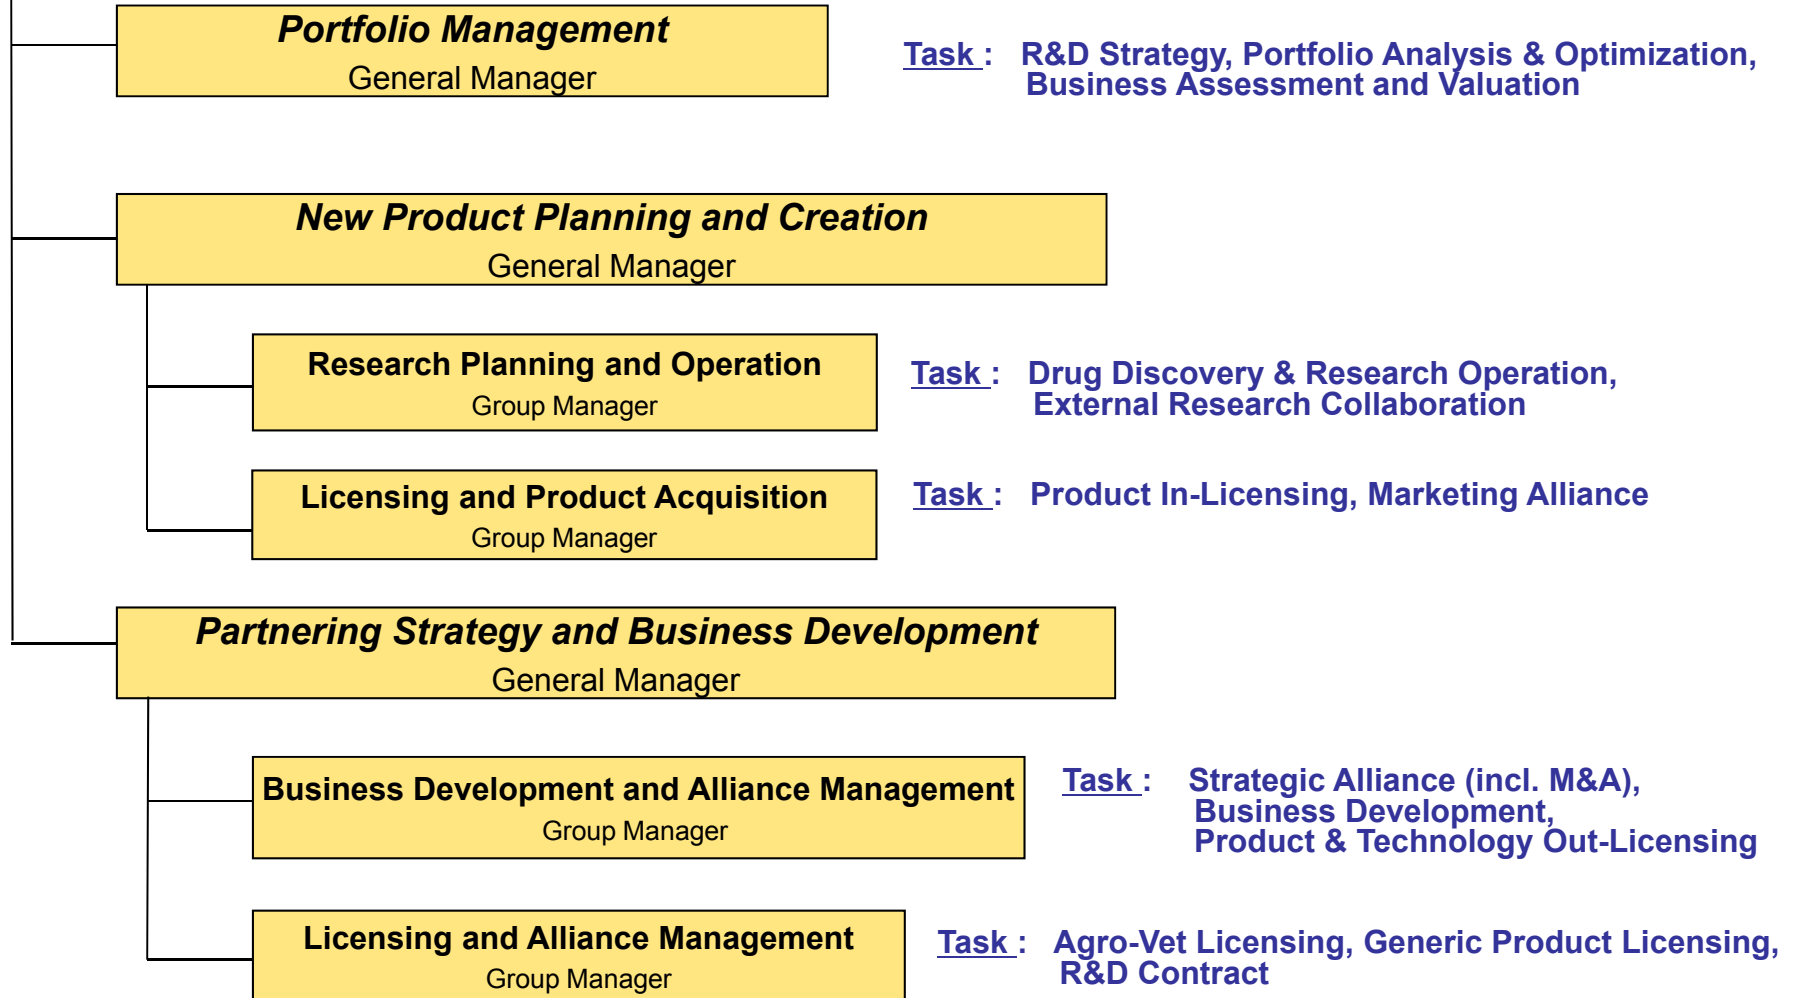 Portfolio Management
General Manager
Task : R&D Strategy, Portfolio Analysis & Optimization,
Business Assessment and Valuation
New Product Planning and Creation
General Manager
Research Planning and Operation
Group Manager
Task : Drug Discovery & Research Operation,
External Research Collaboration
Licensing and Product Acquisition
Group Manager
Task : Product In-Licensing, Marketing Alliance
Partnering Strategy and Business Development
General Manager
Business Development and Alliance Management
Group Manager
Task : Strategic Alliance (incl. M&A),
Business Development,
Product & Technology Out-Licensing
Licensing and Alliance Management
Group Manager
Task : Agro-Vet Licensing, Generic Product Licensing,
R&D Contract